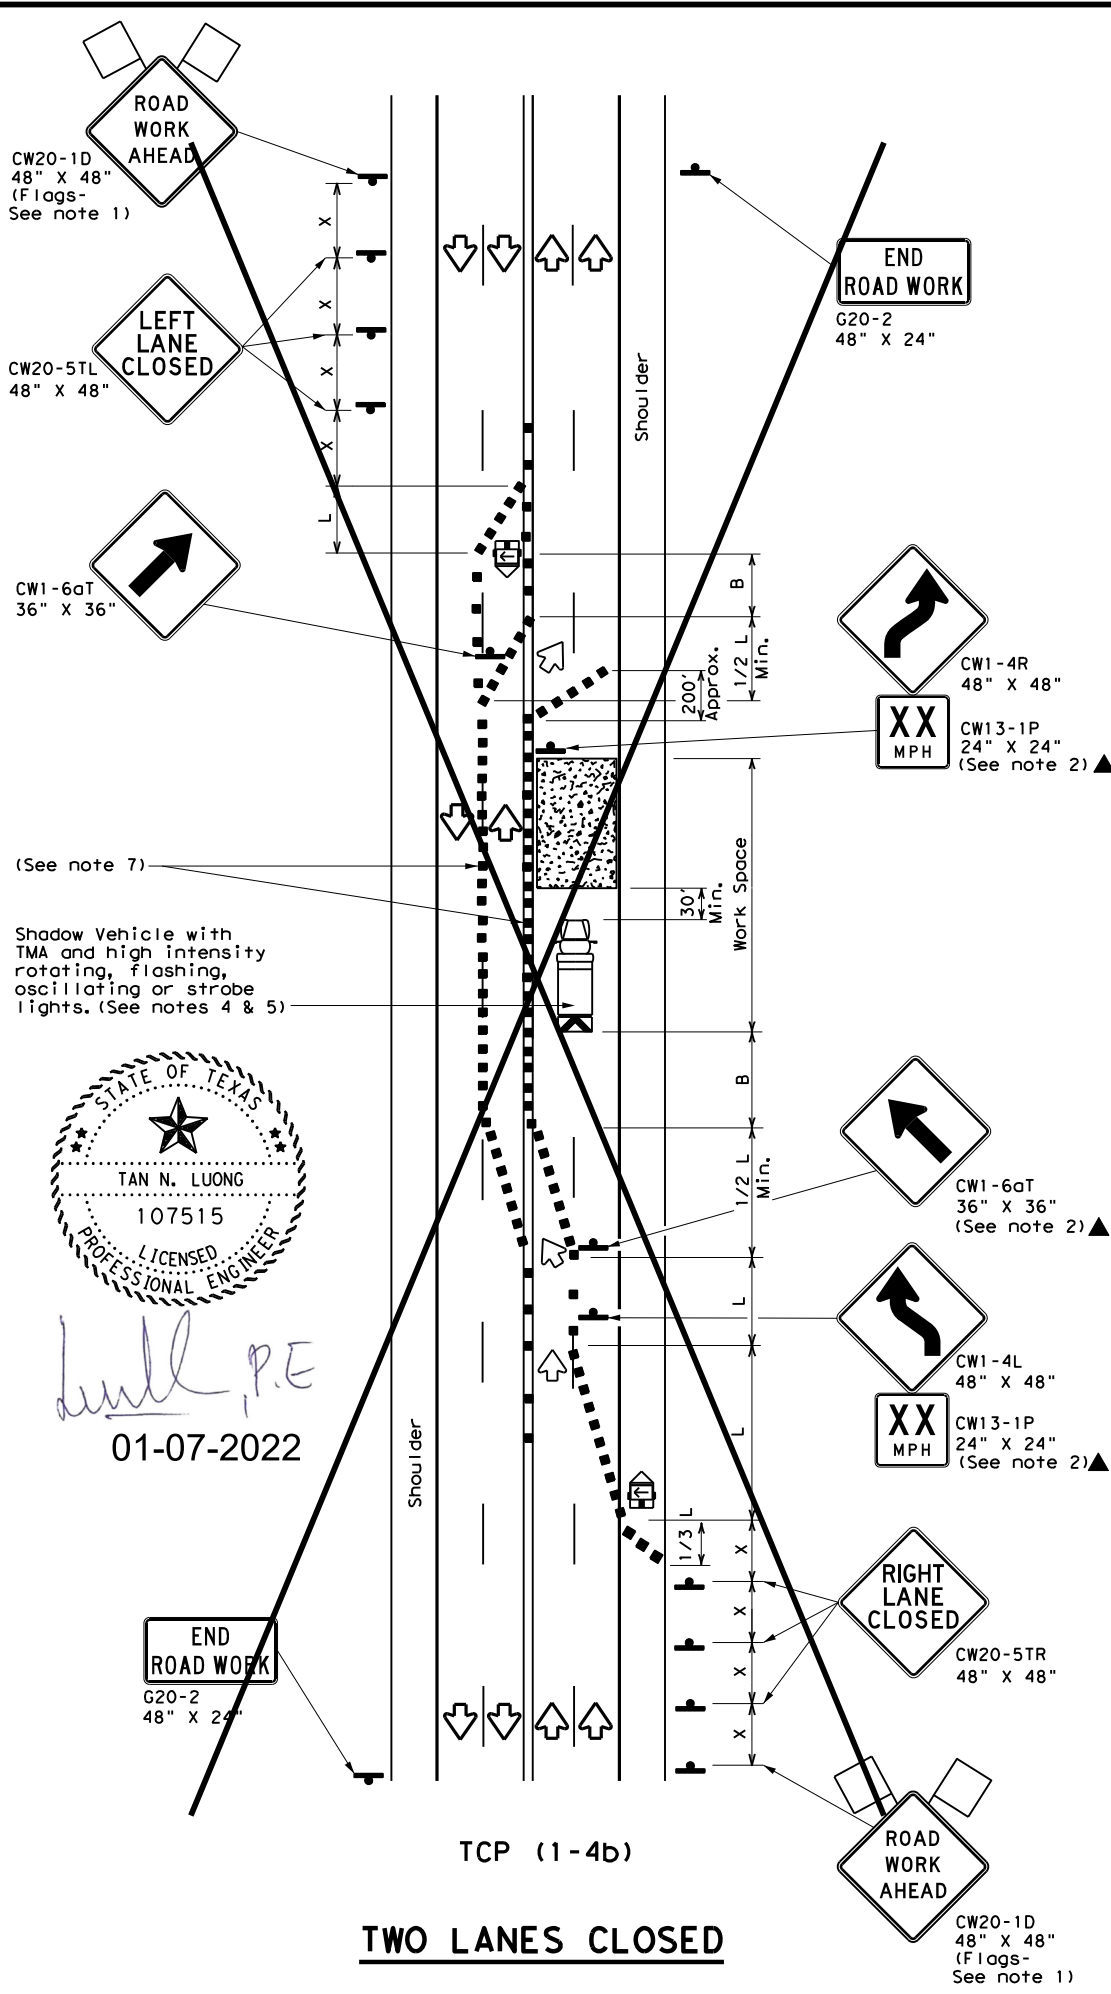 ROAD
WORK
AHEAD
CW20-1D
48" X 48"
(Flags-
See note 1)
X
X
X
X
L
LEFT
LANE
CLOSED
CW20-5TL
48" X 48"
CW1-6aT
36" X 36"
END
ROAD WORK
G20-2
48" X 24"
Shoulder
B
1/2 L
Min.
200'
Approx.
CW1-4R
48" X 48"
XX
MPH
CW13-1P
24" X 24"
(See note 2)▲
(See note 7)
Work Space
30'
Min.
Shadow Vehicle with
TMA and high intensity
rotating, flashing,
oscillating or strobe
lights. (See notes 4 & 5)
B
1/2 L
Min.
STATE OF TEXAS
TAN N. LUONG
107515
LICENSED
PROFESSIONAL ENGINEER
P.E
01-07-2022
CW1-6aT
36" X 36"
(See note 2)▲
L
CW1-4L
48" X 48"
XX
MPH
CW13-1P
24" X 24"
(See note 2)▲
L
Shoulder
1/3 L
X
X
X
X
RIGHT
LANE
CLOSED
CW20-5TR
48" X 48"
END
ROAD WORK
G20-2
48" X 24"
ROAD
WORK
AHEAD
CW20-1D
48" X 48"
(Flags-
See note 1)
TCP (1-4b)
TWO LANES CLOSED